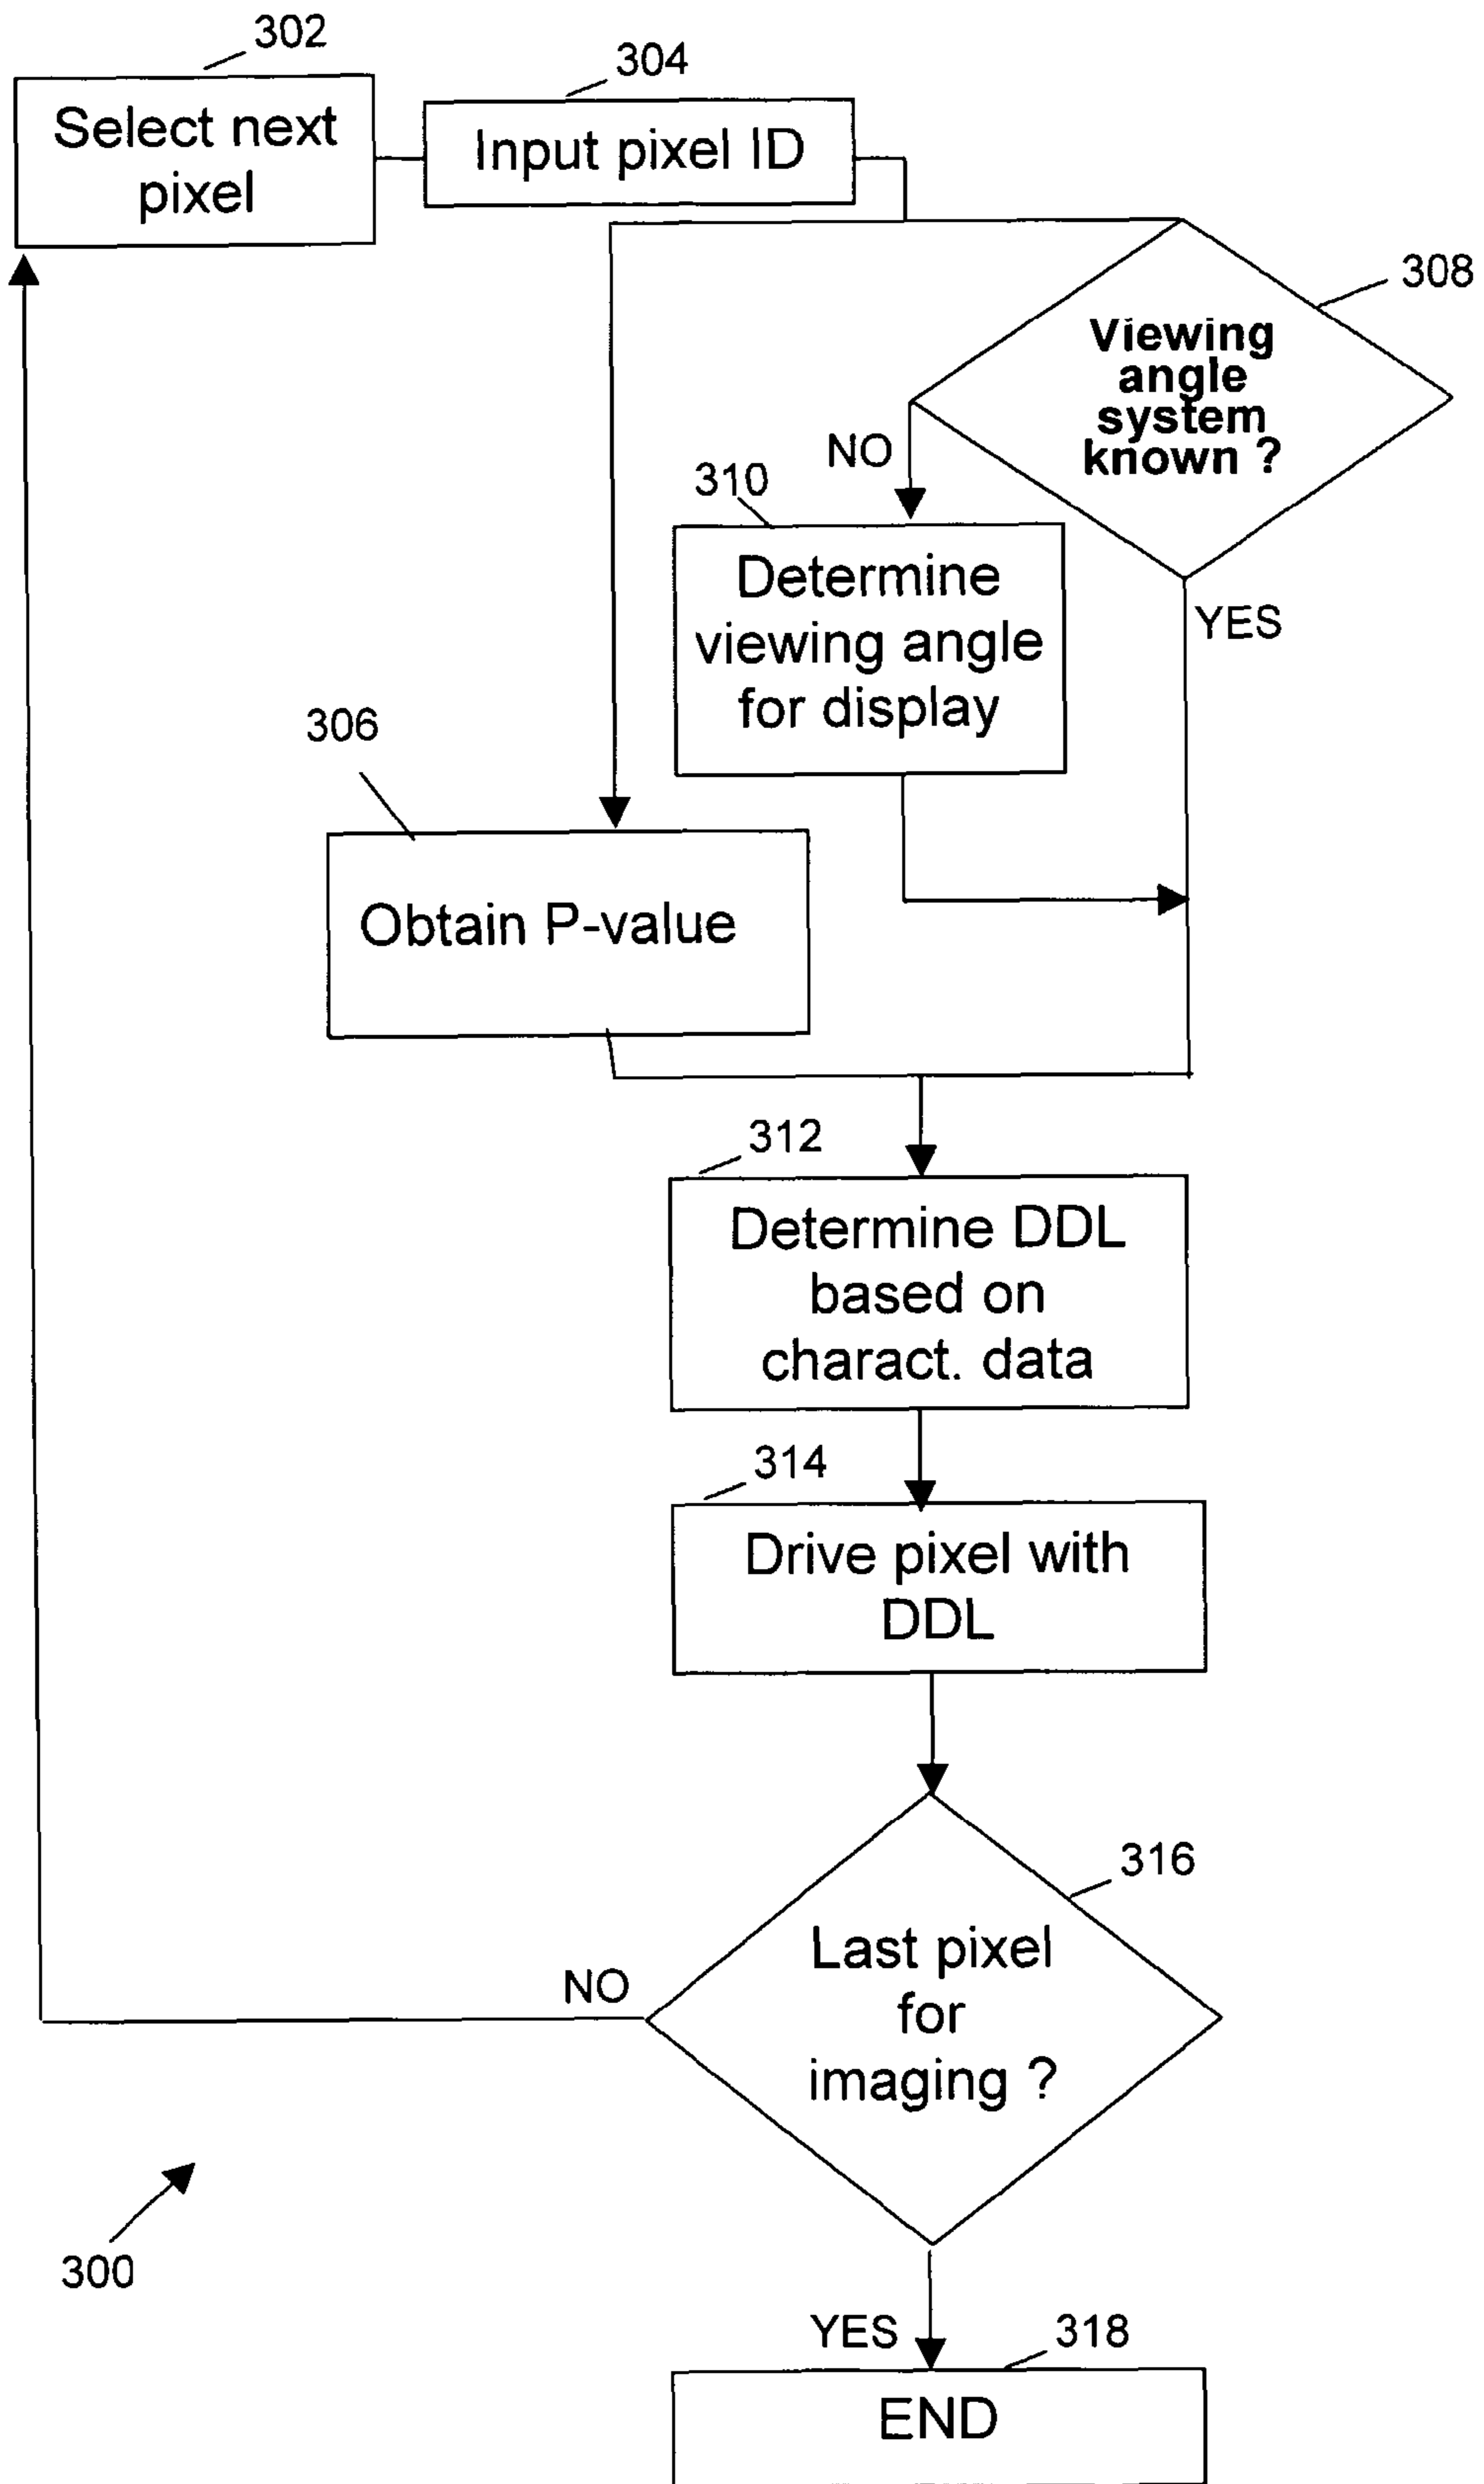 302
Select next
pixel
304
Input pixel ID
308
Viewing
angle
system
known ?
NO
YES
310
Determine
viewing angle
for display
306
Obtain P-value
312
Determine DDL
based on
charact. data
314
Drive pixel with
DDL
316
Last pixel
for
imaging ?
NO
300
YES
318
END